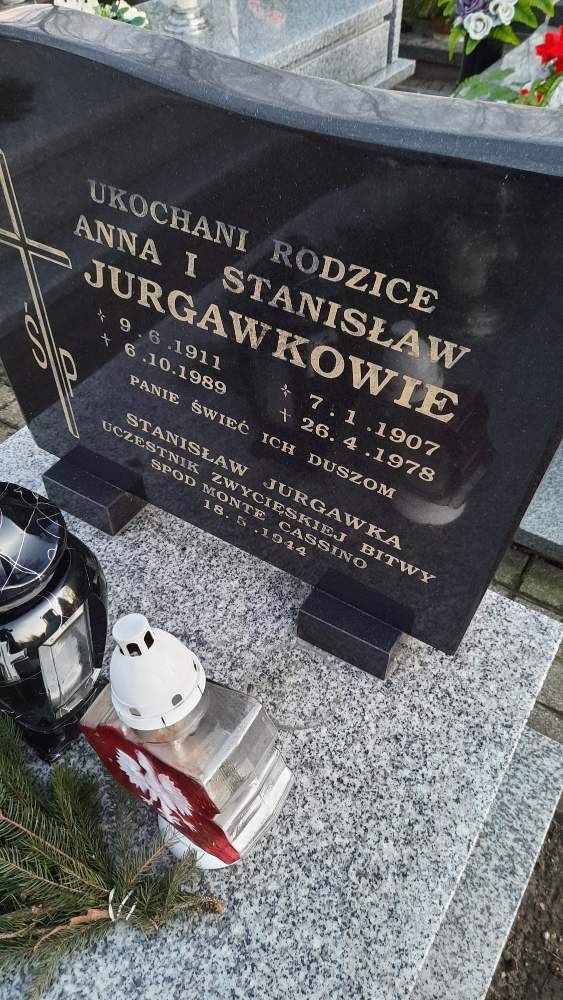 ŚP
UKOCHANI RODZICE
ANNA I STANISŁAW
JURGAWKOWIE
9.6.1911
† 6.10.1989
7.1.1907
† 26.4.1978
PANIE ŚWIEĆ ICH DUSZOM
STANISŁAW JURGAWKA
UCZESTNIK ZWYCIĘSKIEJ BITWY
SPOD MONTE CASSINO
18.5.1944